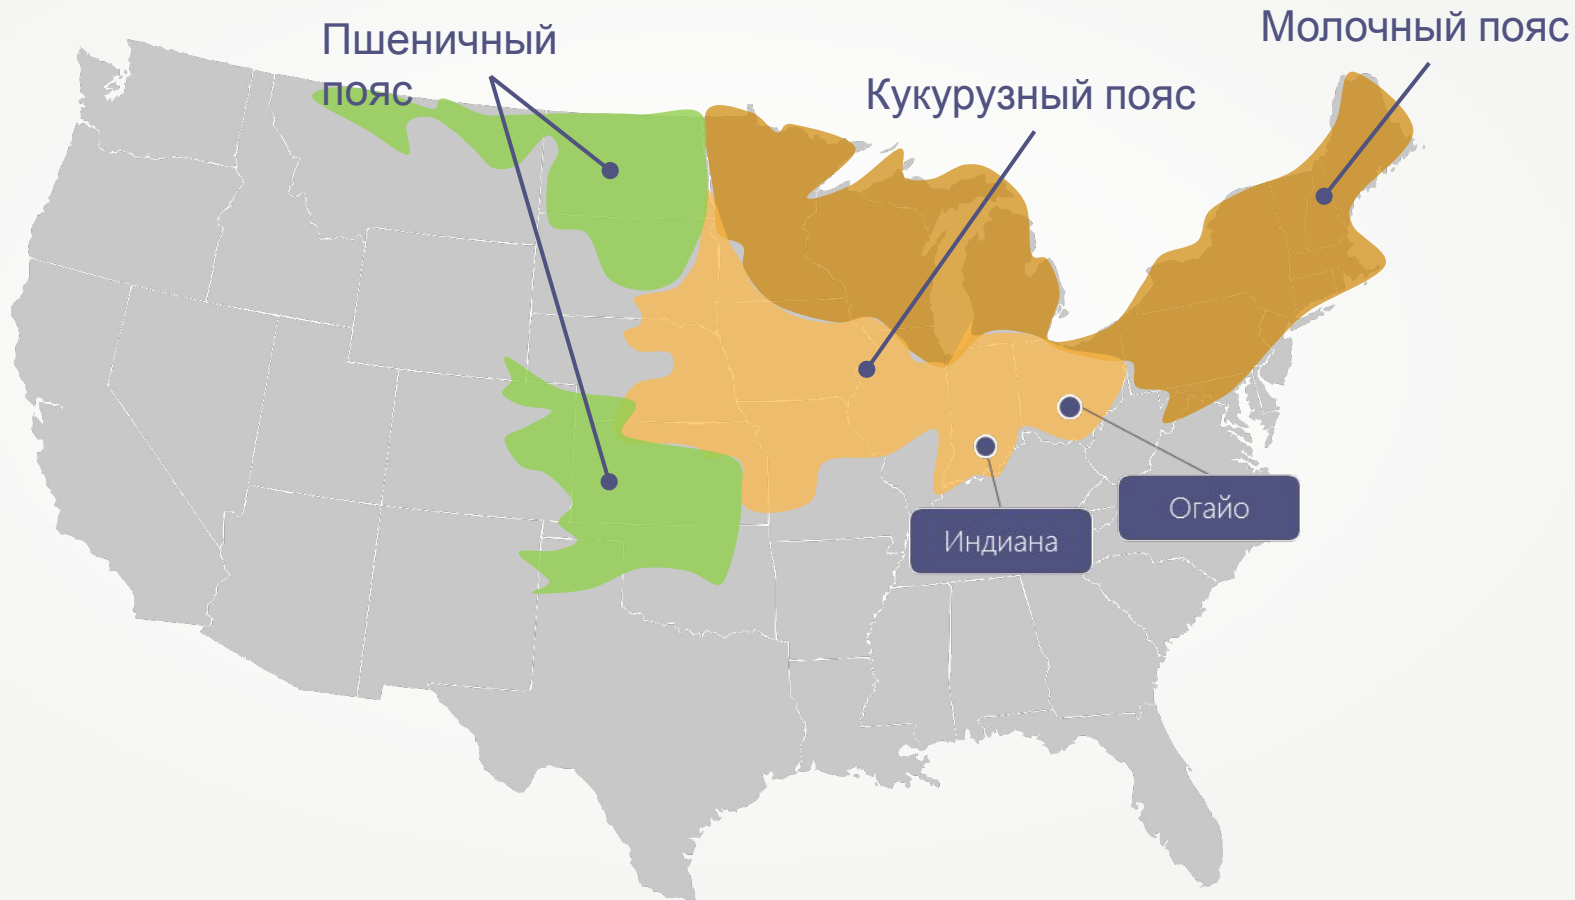 Пшеничный
пояс
Молочный пояс
Кукурузный пояс
Огайо
Индиана